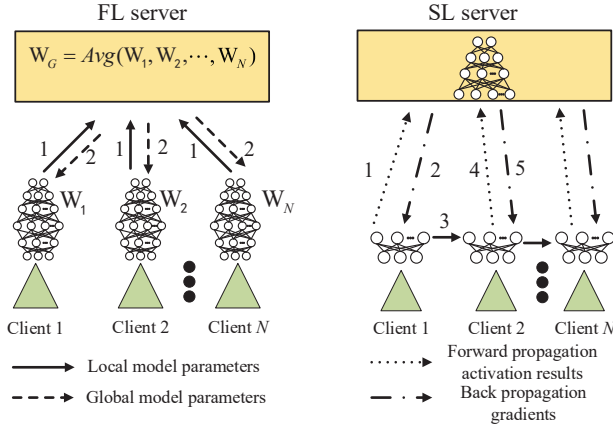 FL server
W_G = Avg(W_1, W_2, ⋯, W_N)
1
2
1
2
1
2
W_1
W_2
W_N
Client 1
Client 2
Client N
Local model parameters
Global model parameters
SL server
1
2
4
5
3
Client 1
Client 2
Client N
Forward propagation
activation results
Back propagation
gradients